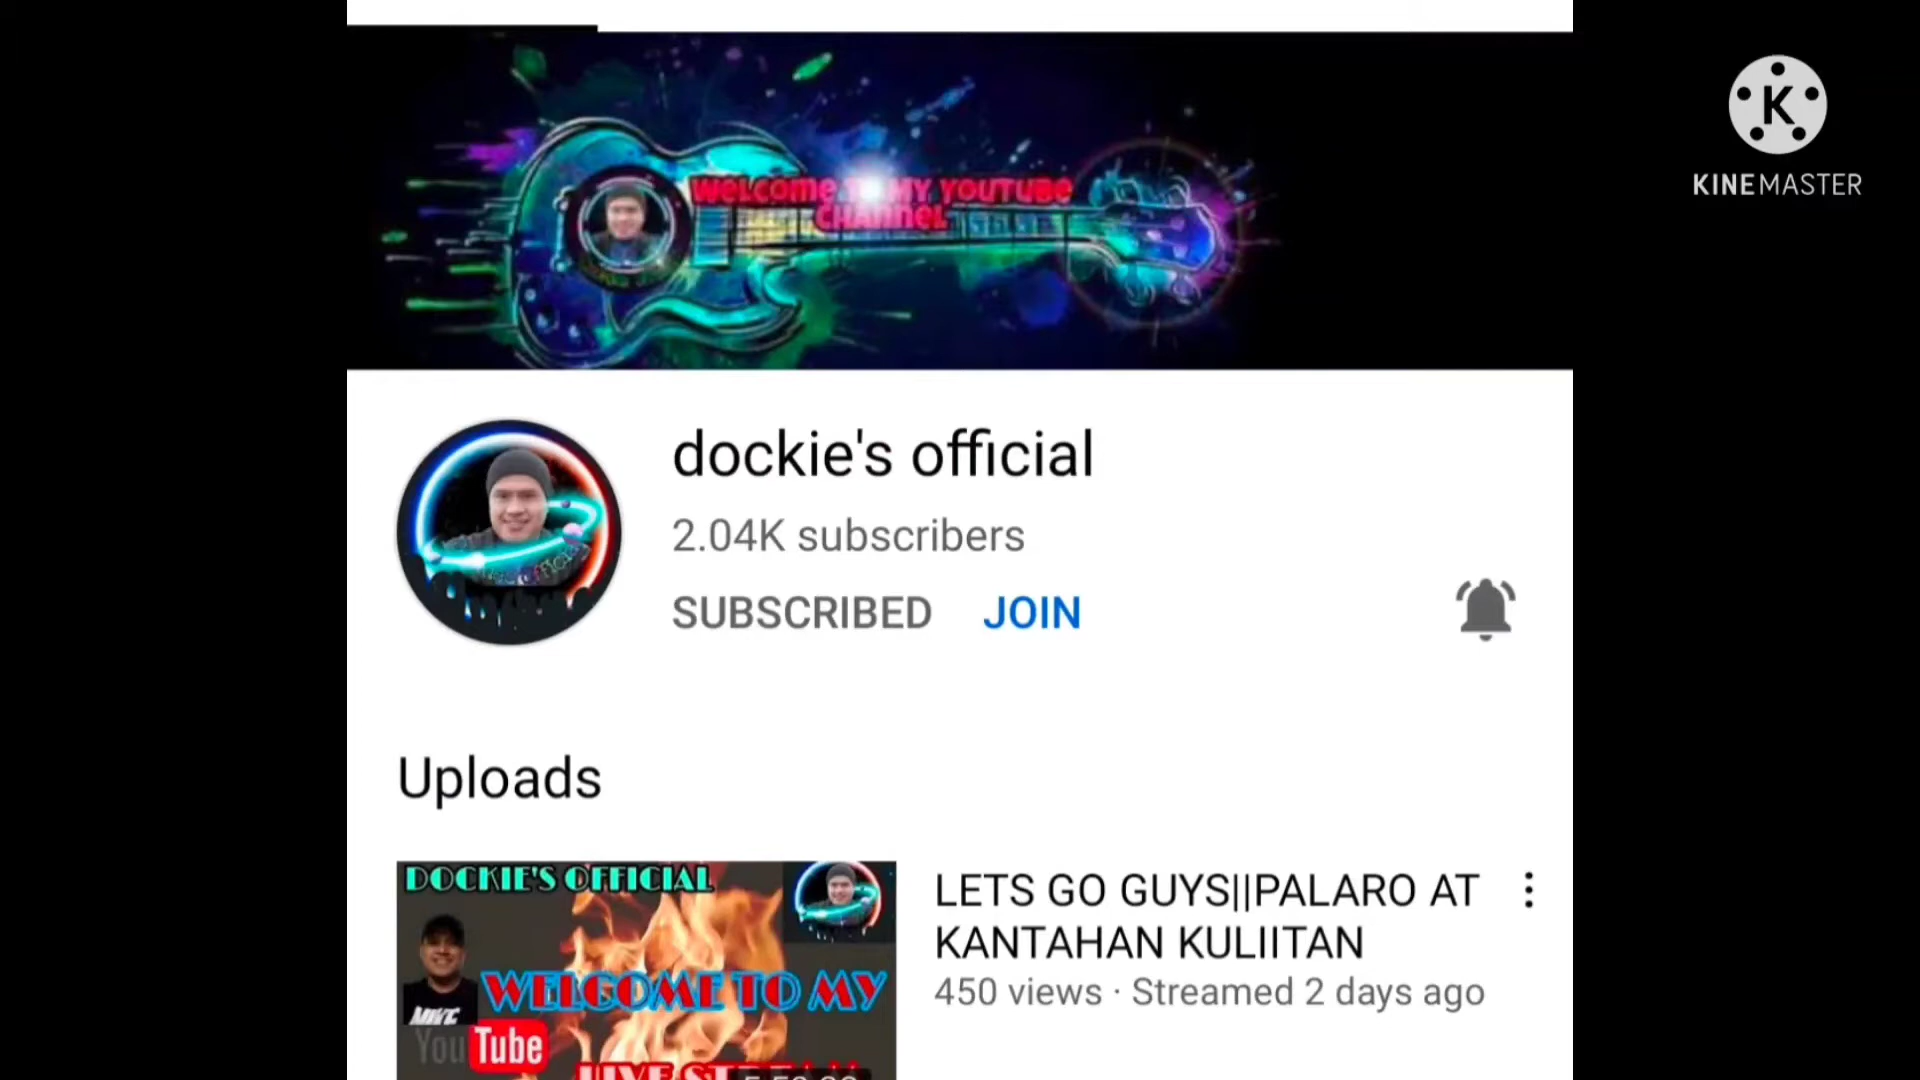 WELCOME TO MY YOUTUBE
CHANNEL
K
KINEMASTER
dockie's official
2.04K subscribers
SUBSCRIBED JOIN
Uploads
DOCKIE'S OFFICIAL
WELCOME TO MY
NIKE
YouTube
LETS GO GUYS||PALARO AT
KANTAHAN KULIITAN
450 views · Streamed 2 days ago